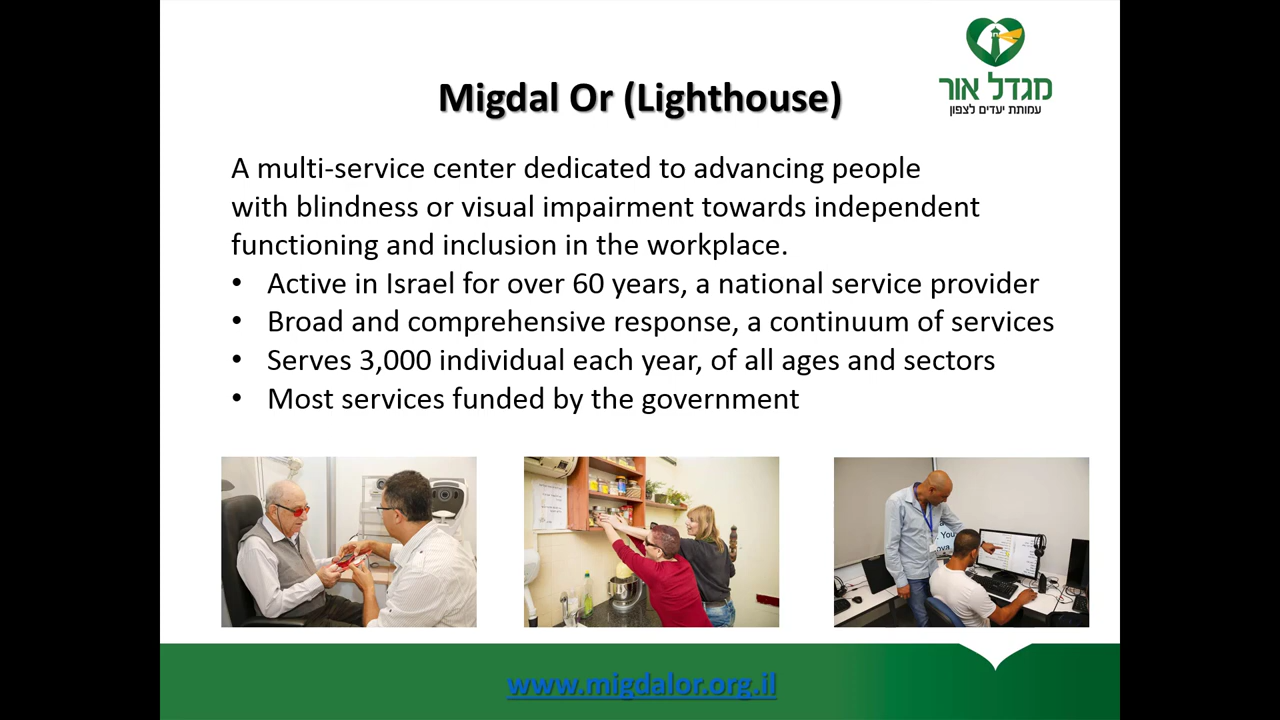 מגדל אור
עמותת יעדים לצפון
Migdal Or (Lighthouse)
A multi-service center dedicated to advancing people
with blindness or visual impairment towards independent
functioning and inclusion in the workplace.
• Active in Israel for over 60 years, a national service provider
• Broad and comprehensive response, a continuum of services
• Serves 3,000 individual each year, of all ages and sectors
• Most services funded by the government
www.migdalor.org.il